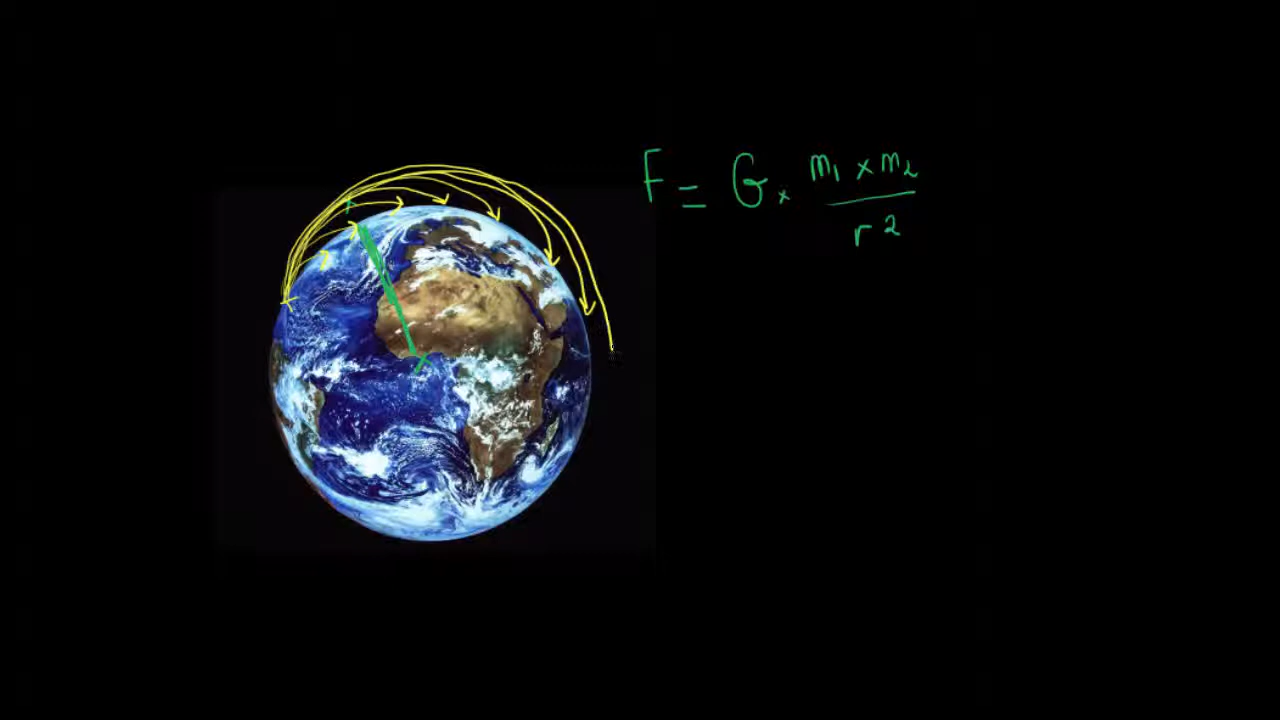 F = G × m₁ × m₂ / r²